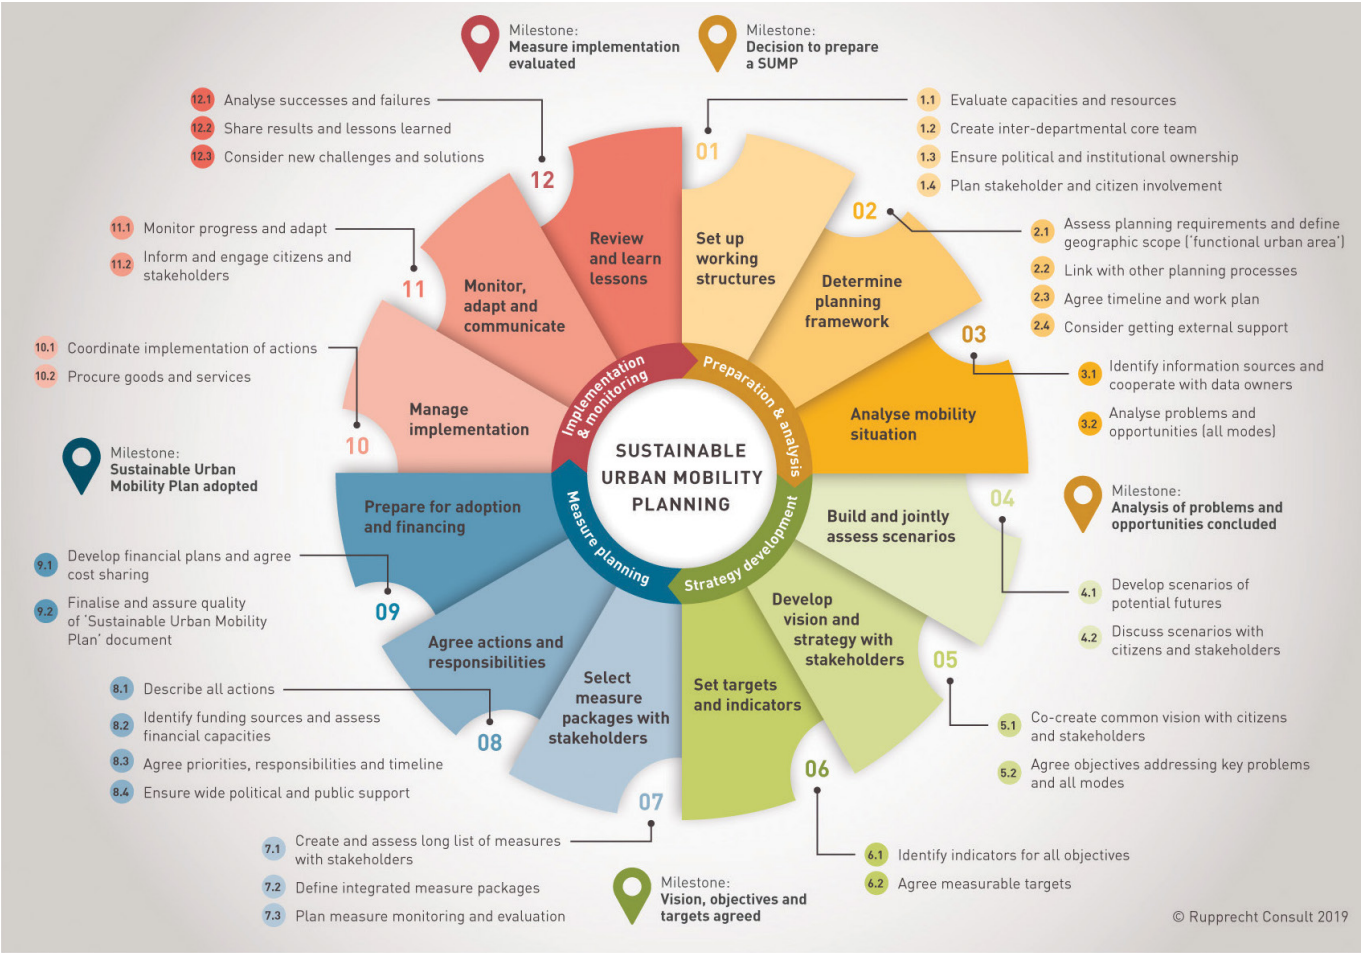 Milestone:
Measure implementation
evaluated
Milestone:
Decision to prepare
a SUMP
12.1 Analyse successes and failures
12.2 Share results and lessons learned
12.3 Consider new challenges and solutions
12
01
1.1 Evaluate capacities and resources
1.2 Create inter-departmental core team
1.3 Ensure political and institutional ownership
1.4 Plan stakeholder and citizen involvement
02
2.1 Assess planning requirements and define
geographic scope ('functional urban area')
2.2 Link with other planning processes
2.3 Agree timeline and work plan
2.4 Consider getting external support
11.1 Monitor progress and adapt
11.2 Inform and engage citizens and
stakeholders
11
03
3.1 Identify information sources and
cooperate with data owners
3.2 Analyse problems and
opportunities (all modes)
10.1 Coordinate implementation of actions
10.2 Procure goods and services
10
Review
and learn
lessons
Set up
working
structures
Monitor,
adapt and
communicate
Determine
planning
framework
Manage
implementation
Analyse mobility
situation
Implementation
& monitoring
Preparation & analysis
SUSTAINABLE
URBAN MOBILITY
PLANNING
Measure planning
Strategy development
Milestone:
Sustainable Urban
Mobility Plan adopted
Milestone:
Analysis of problems and
opportunities concluded
Prepare for adoption
and financing
Build and jointly
assess scenarios
04
4.1 Develop scenarios of
potential futures
4.2 Discuss scenarios with
citizens and stakeholders
9.1 Develop financial plans and agree
cost sharing
9.2 Finalise and assure quality
of 'Sustainable Urban Mobility
Plan' document
09
Agree actions and
responsibilities
Develop
vision and
strategy with
stakeholders
05
5.1 Co-create common vision with citizens
and stakeholders
5.2 Agree objectives addressing key problems
and all modes
Select
measure
packages with
stakeholders
Set targets
and indicators
8.1 Describe all actions
8.2 Identify funding sources and assess
financial capacities
8.3 Agree priorities, responsibilities and timeline
8.4 Ensure wide political and public support
08
06
07
7.1 Create and assess long list of measures
with stakeholders
7.2 Define integrated measure packages
7.3 Plan measure monitoring and evaluation
6.1 Identify indicators for all objectives
6.2 Agree measurable targets
Milestone:
Vision, objectives and
targets agreed
© Rupprecht Consult 2019